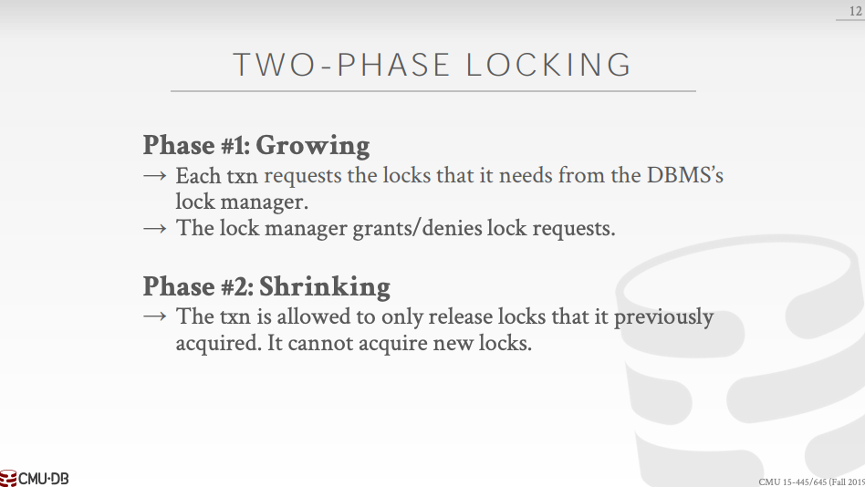 12
TWO-PHASE LOCKING
Phase #1: Growing
→ Each txn requests the locks that it needs from the DBMS’s
lock manager.
→ The lock manager grants/denies lock requests.
Phase #2: Shrinking
→ The txn is allowed to only release locks that it previously
acquired. It cannot acquire new locks.
CMU·DB
CMU 15-445/645 (Fall 201